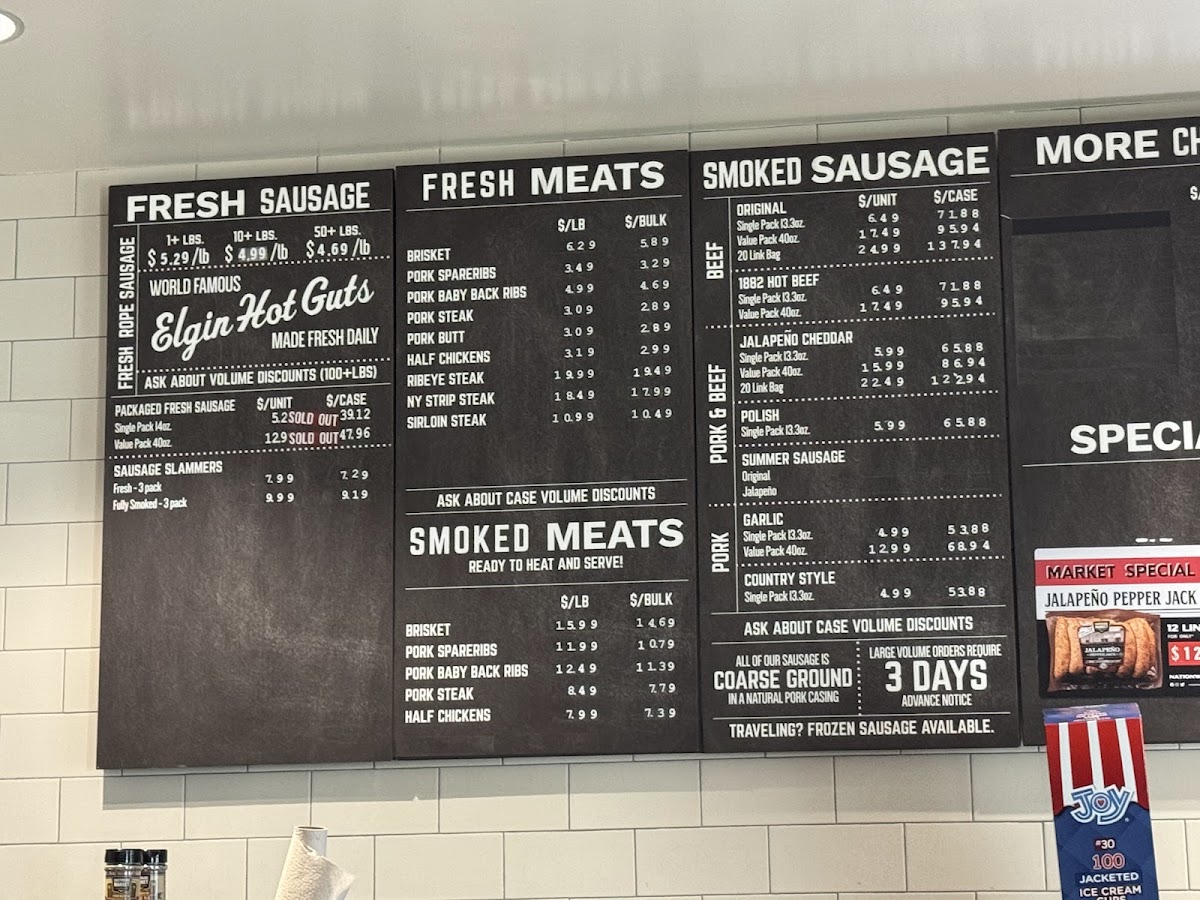 FRESH SAUSAGE
FRESH ROPE SAUSAGE
1+ LBS. 10+ LBS. 50+ LBS.
$5.29/lb $4.99/lb $4.69/lb
WORLD FAMOUS
Elgin Hot Guts
MADE FRESH DAILY
ASK ABOUT VOLUME DISCOUNTS (100+LBS)
PACKAGED FRESH SAUSAGE $/UNIT $/CASE
Single Pack 14oz. 5.2 SOLD OUT 39.12
Value Pack 40oz. 12.9 SOLD OUT 47.96
SAUSAGE SLAMMERS
Fresh - 3 pack 7.99 7.29
Fully Smoked - 3 pack 9.99 9.19
FRESH MEATS
$/LB $/BULK
BRISKET 6.29 5.89
PORK SPARERIBS 3.49 3.29
PORK BABY BACK RIBS 4.99 4.69
PORK STEAK 3.09 2.89
PORK BUTT 3.09 2.89
HALF CHICKENS 3.19 2.99
RIBEYE STEAK 19.99 19.49
NY STRIP STEAK 18.49 17.99
SIRLOIN STEAK 10.99 10.49
ASK ABOUT CASE VOLUME DISCOUNTS
SMOKED MEATS
READY TO HEAT AND SERVE!
$/LB $/BULK
BRISKET 15.99 14.69
PORK SPARERIBS 11.99 10.79
PORK BABY BACK RIBS 12.49 11.39
PORK STEAK 8.49 7.79
HALF CHICKENS 7.99 7.39
SMOKED SAUSAGE
$/UNIT $/CASE
BEEF
ORIGINAL
Single Pack 13.3oz. 6.49 71.88
Value Pack 40oz. 17.49 95.94
20 Link Bag 24.99 137.94
1882 HOT BEEF
Single Pack 13.3oz. 6.49 71.88
Value Pack 40oz. 17.49 95.94
PORK & BEEF
JALAPEÑO CHEDDAR
Single Pack 13.3oz. 5.99 65.88
Value Pack 40oz. 15.99 86.94
20 Link Bag 22.49 122.94
POLISH
Single Pack 13.3oz. 5.99 65.88
SUMMER SAUSAGE
Original
Jalapeño
PORK
GARLIC
Single Pack 13.3oz. 4.99 53.88
Value Pack 40oz. 12.99 68.94
COUNTRY STYLE
Single Pack 13.3oz. 4.99 53.88
ASK ABOUT CASE VOLUME DISCOUNTS
ALL OF OUR SAUSAGE IS
COARSE GROUND
IN A NATURAL PORK CASING
LARGE VOLUME ORDERS REQUIRE
3 DAYS
ADVANCE NOTICE
TRAVELING? FROZEN SAUSAGE AVAILABLE.
MORE CH
$/
SPECIA
MARKET SPECIAL
JALAPEÑO PEPPER JACK
JALAPEÑO
12 LIN
FOR ONLY
$12
NATIONW
JOY
#30
100
JACKETED
ICE CREAM
CUPS